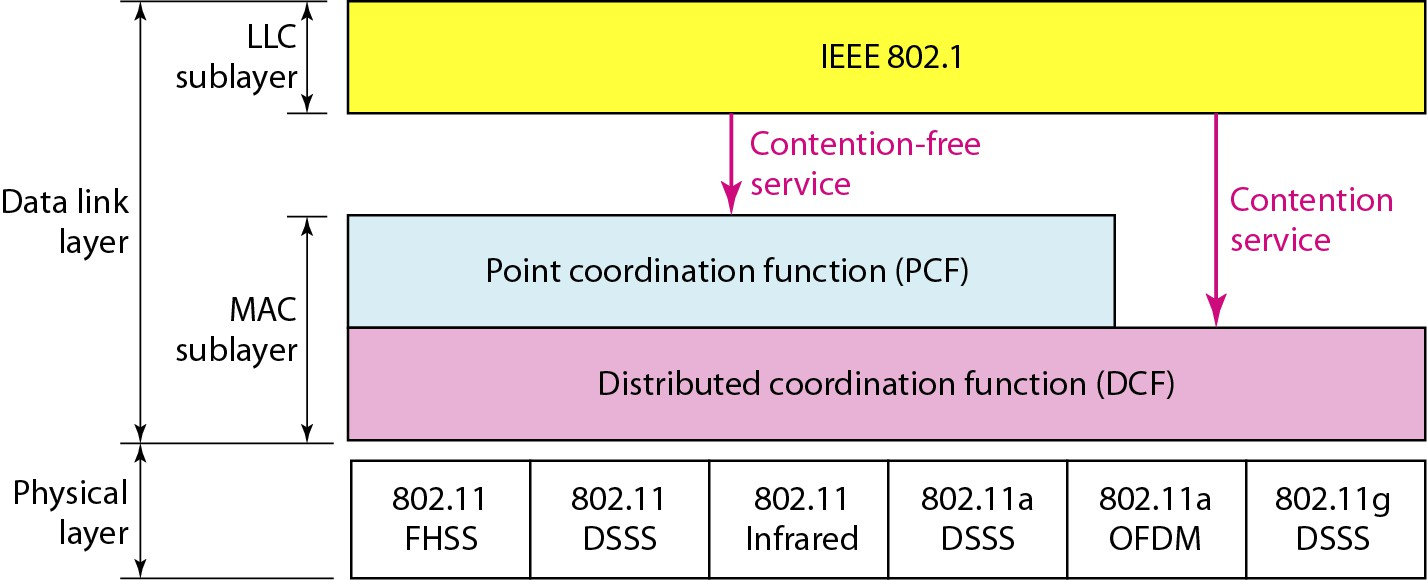 LLC
sublayer
IEEE 802.1
Contention-free
service
Contention
service
Data link
layer
MAC
sublayer
Point coordination function (PCF)
Distributed coordination function (DCF)
Physical
layer
802.11
FHSS
802.11
DSSS
802.11
Infrared
802.11a
DSSS
802.11a
OFDM
802.11g
DSSS